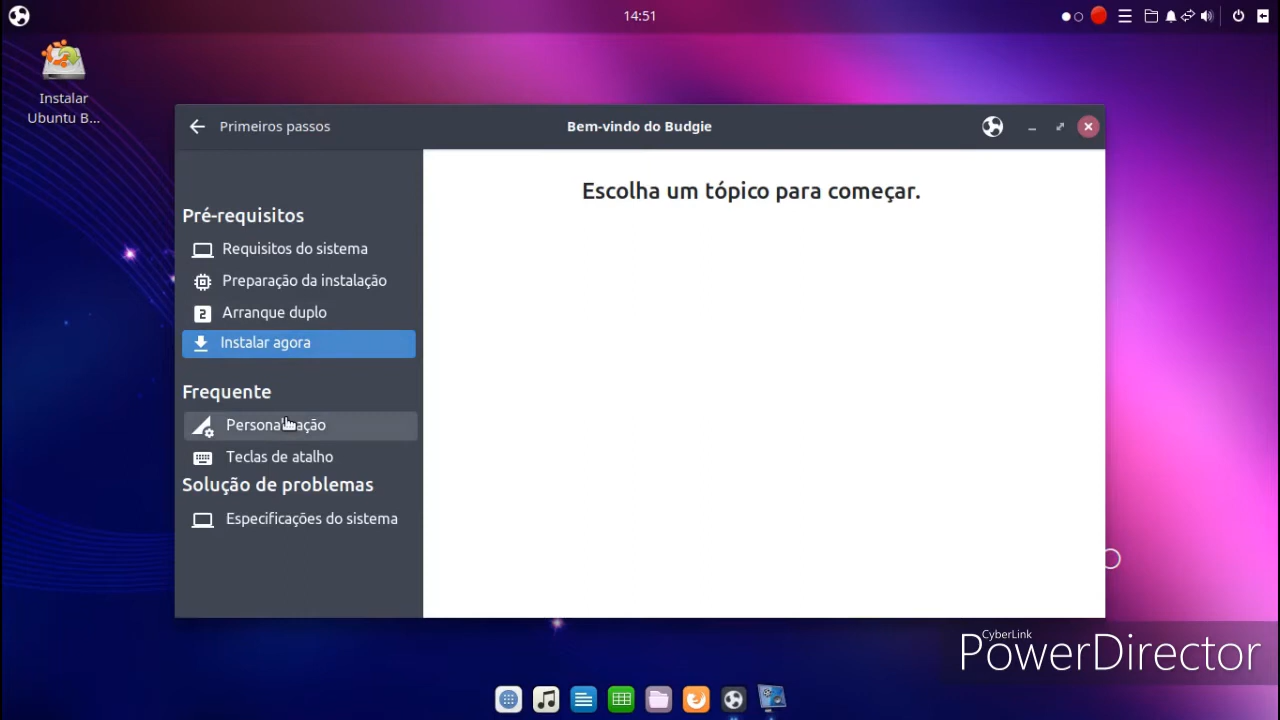 14:51
Instalar
Ubuntu B...
Primeiros passos
Bem-vindo do Budgie
Escolha um tópico para começar.
Pré-requisitos
Requisitos do sistema
Preparação da instalação
2 Arranque duplo
Instalar agora
Frequente
Personalização
Teclas de atalho
Solução de problemas
Especificações do sistema
CyberLink
PowerDirector